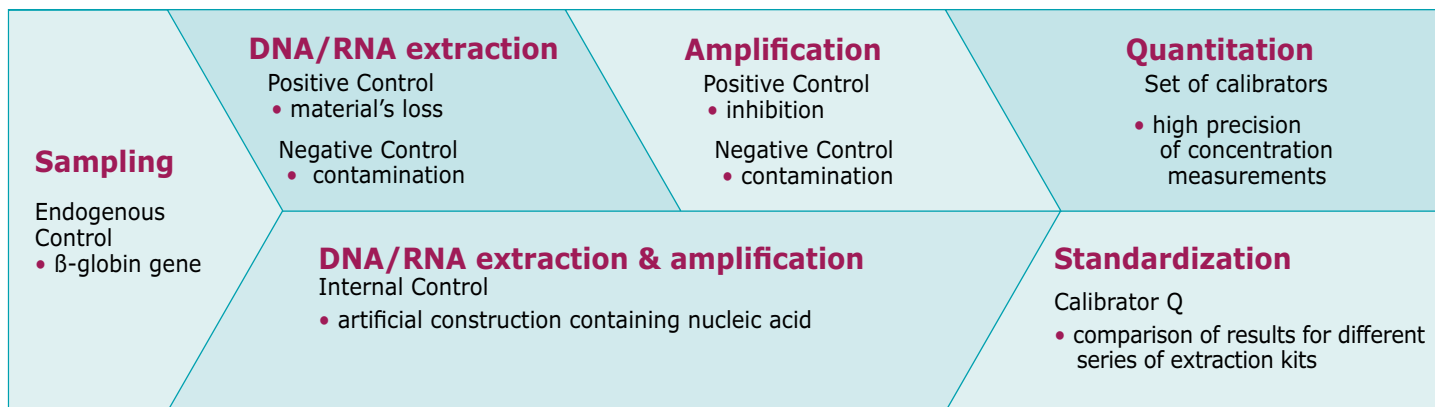 Sampling
Endogenous
Control
• ß-globin gene
DNA/RNA extraction
Positive Control
• material’s loss
Negative Control
• contamination
Amplification
Positive Control
• inhibition
Negative Control
• contamination
Quantitation
Set of calibrators
• high precision
of concentration
measurements
DNA/RNA extraction & amplification
Internal Control
• artificial construction containing nucleic acid
Standardization
Calibrator Q
• comparison of results for different
series of extraction kits